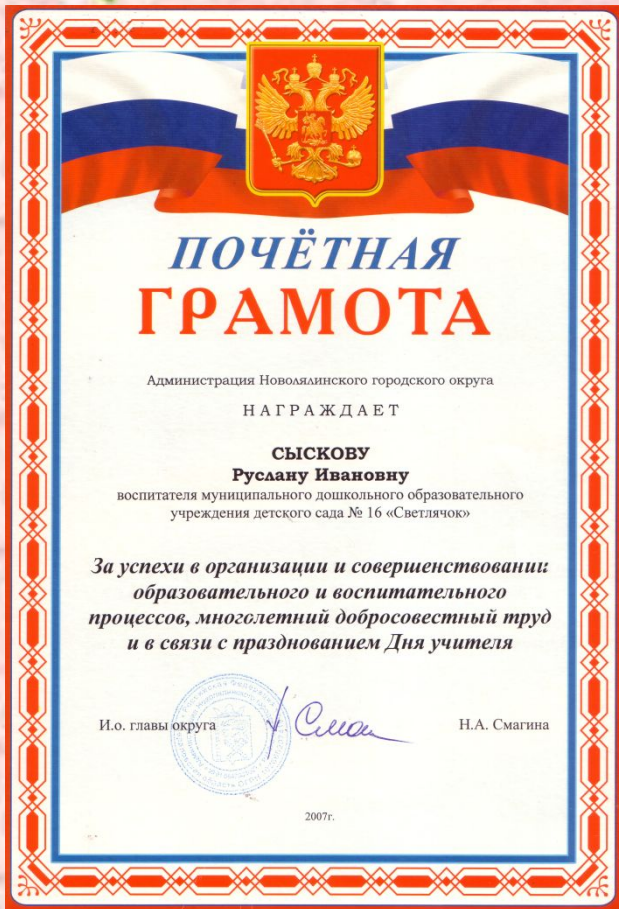 ПОЧЁТНАЯ
ГРАМОТА
Администрация Новолялинского городского округа
НАГРАЖДАЕТ
СЫСКОВУ
Руслану Ивановну
воспитателя муниципального дошкольного образовательного
учреждения детского сада № 16 «Светлячок»
За успехи в организации и совершенствовании
образовательного и воспитательного
процессов, многолетний добросовестный труд
и в связи с празднованием Дня учителя
И.о. главы округа
Н.А. Смагина
2007г.